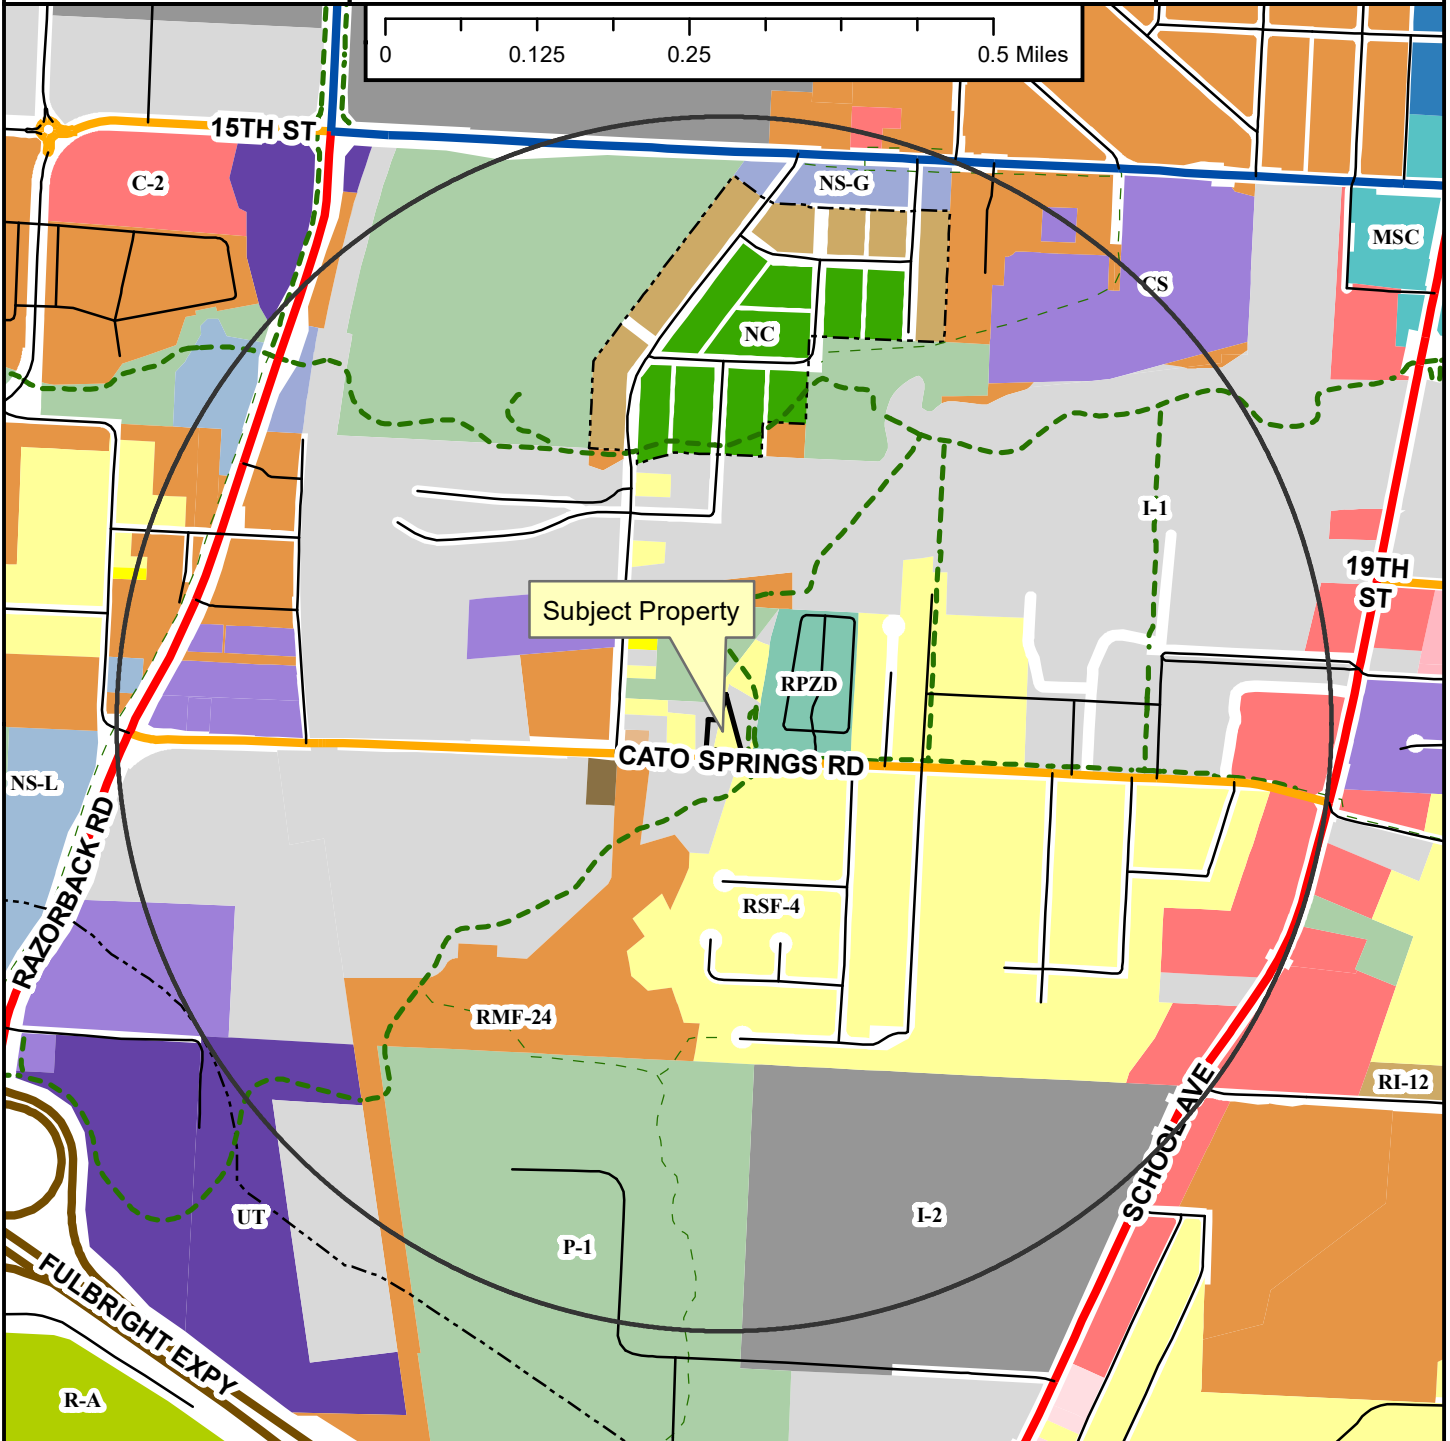 0 0.125 0.25 0.5 Miles
15TH ST
C-2
NS-G
MSC
CS
NC
I-1
19TH
ST
Subject Property
RPZD
CATO SPRINGS RD
NS-L
RAZORBACK RD
RSF-4
RMF-24
RI-12
SCHOOL AVE
UT
I-2
P-1
FULBRIGHT EXPY
R-A